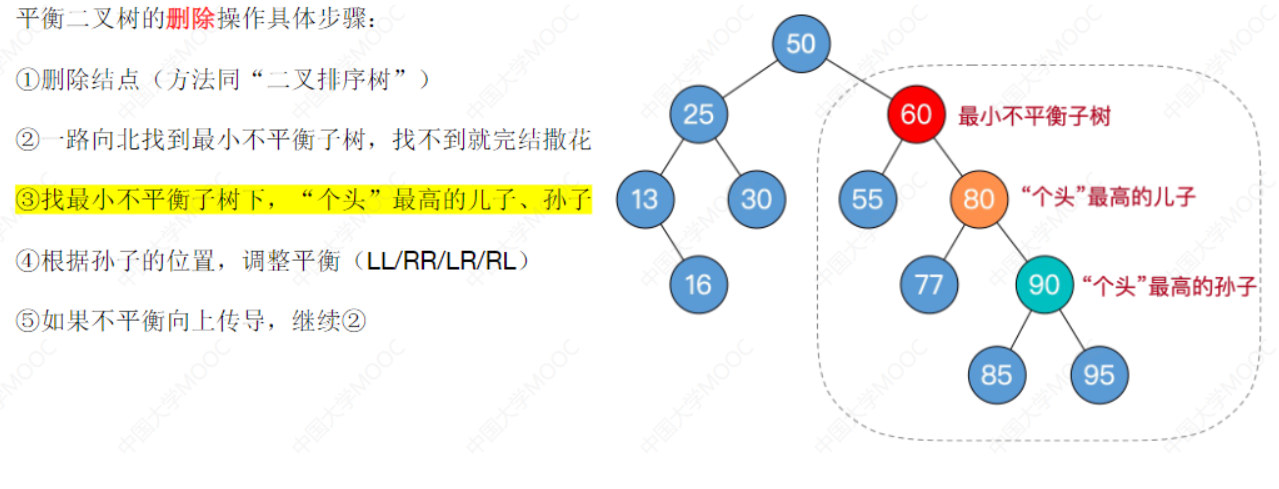 平衡二叉树的删除操作具体步骤:
①删除结点（方法同“二叉排序树”）
②一路向北找到最小不平衡子树，找不到就完结撒花
③找最小不平衡子树下，“个头”最高的儿子、孙子
④根据孙子的位置，调整平衡（LL/RR/LR/RL）
⑤如果不平衡向上传导，继续②
50
25
60
最小不平衡子树
13
30
55
80
“个头”最高的儿子
16
77
90
“个头”最高的孙子
85
95
中国大学MOOC